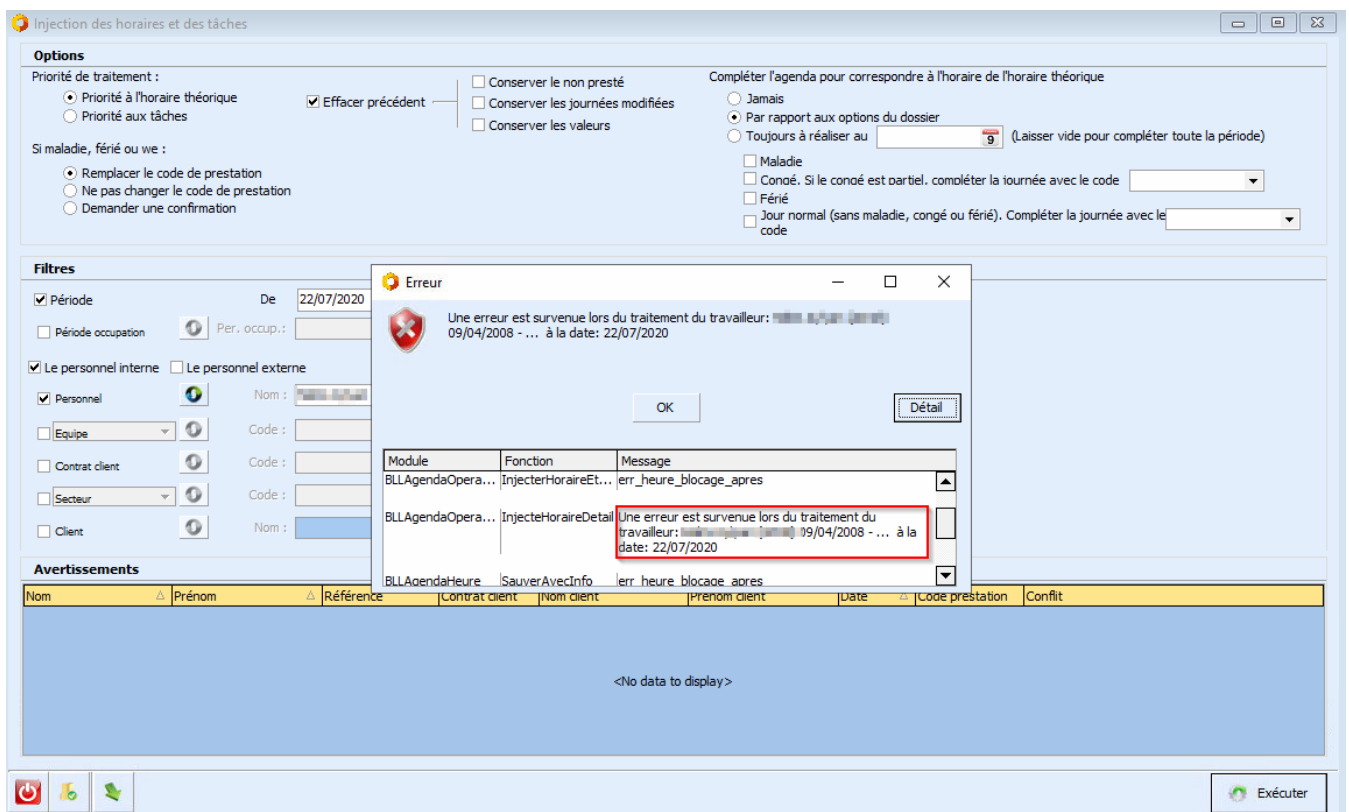 Injection des horaires et des tâches
Options
Priorité de traitement :
Priorité à l'horaire théorique
Priorité aux tâches
Effacer précédent
Conserver le non presté
Conserver les journées modifiées
Conserver les valeurs
Si maladie, férié ou we :
Remplacer le code de prestation
Ne pas changer le code de prestation
Demander une confirmation
Compléter l'agenda pour correspondre à l'horaire de l'horaire théorique
Jamais
Par rapport aux options du dossier
Toujours à réaliser au 9 (Laisser vide pour compléter toute la période)
Maladie
Congé. Si le congé est partiel, compléter la journée avec le code
Férié
Jour normal (sans maladie, congé ou férié). Compléter la journée avec le
code
Filtres
Période De 22/07/2020
Période occupation Per. occup.:
Le personnel interne Le personnel externe
Personnel Nom :
Equipe Code :
Contrat client Code :
Secteur Code :
Client Nom :
Erreur
Une erreur est survenue lors du traitement du travailleur:
09/04/2008 - ... à la date: 22/07/2020
OK
Détail
Module Fonction Message
BLLAgendaOpera... InjecterHoraireEt... err_heure_blocage_apres
BLLAgendaOpera... InjecteHoraireDetail Une erreur est survenue lors du traitement du
travailleur: 09/04/2008 - ... à la
date: 22/07/2020
BLLAgendaHeure SauverAvecInfo err_heure_blocage_apres
Avertissements
Nom Prénom Référence Contrat client Nom client Prénom client Date Code prestation Conflit
<No data to display>
Exécuter